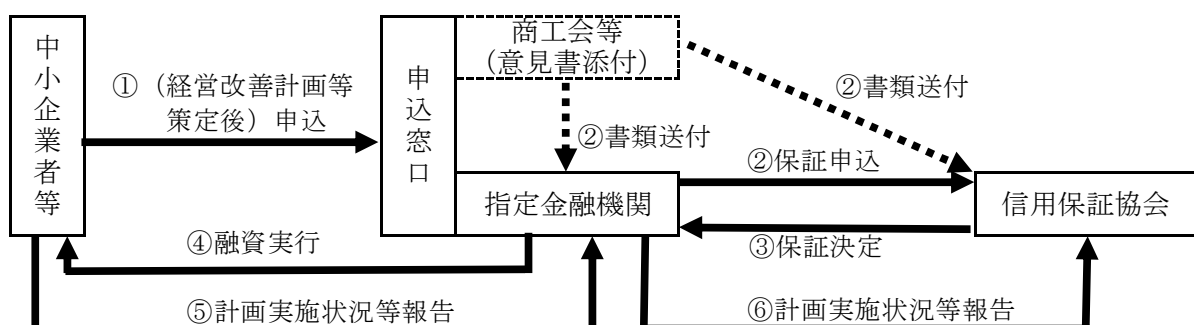 中小企業者等
①（経営改善計画等
策定後）申込
申込窓口
商工会等
（意見書添付）
②書類送付
②書類送付
②保証申込
指定金融機関
信用保証協会
③保証決定
④融資実行
⑤計画実施状況等報告
⑥計画実施状況等報告